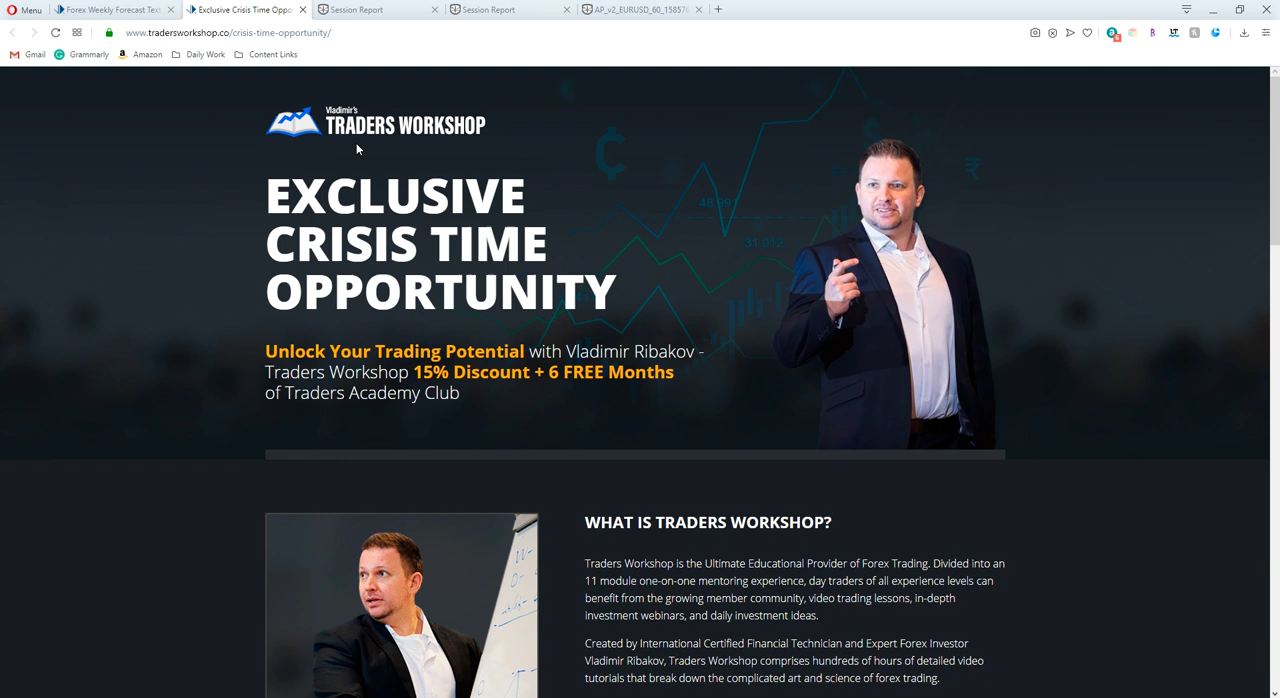 Menu
Forex Weekly Forecast Text
Exclusive Crisis Time Oppo
Session Report
Session Report
AP_v2_EURUSD_60_15857
www.tradersworkshop.co/crisis-time-opportunity/
Gmail
Grammarly
Amazon
Daily Work
Content Links
Vladimir's
TRADERS WORKSHOP
EXCLUSIVE
CRISIS TIME
OPPORTUNITY
48.991
31.012
Unlock Your Trading Potential with Vladimir Ribakov -
Traders Workshop 15% Discount + 6 FREE Months
of Traders Academy Club
WHAT IS TRADERS WORKSHOP?
Traders Workshop is the Ultimate Educational Provider of Forex Trading. Divided into an
11 module one-on-one mentoring experience, day traders of all experience levels can
benefit from the growing member community, video trading lessons, in-depth
investment webinars, and daily investment ideas.
Created by International Certified Financial Technician and Expert Forex Investor
Vladimir Ribakov, Traders Workshop comprises hundreds of hours of detailed video
tutorials that break down the complicated art and science of forex trading.